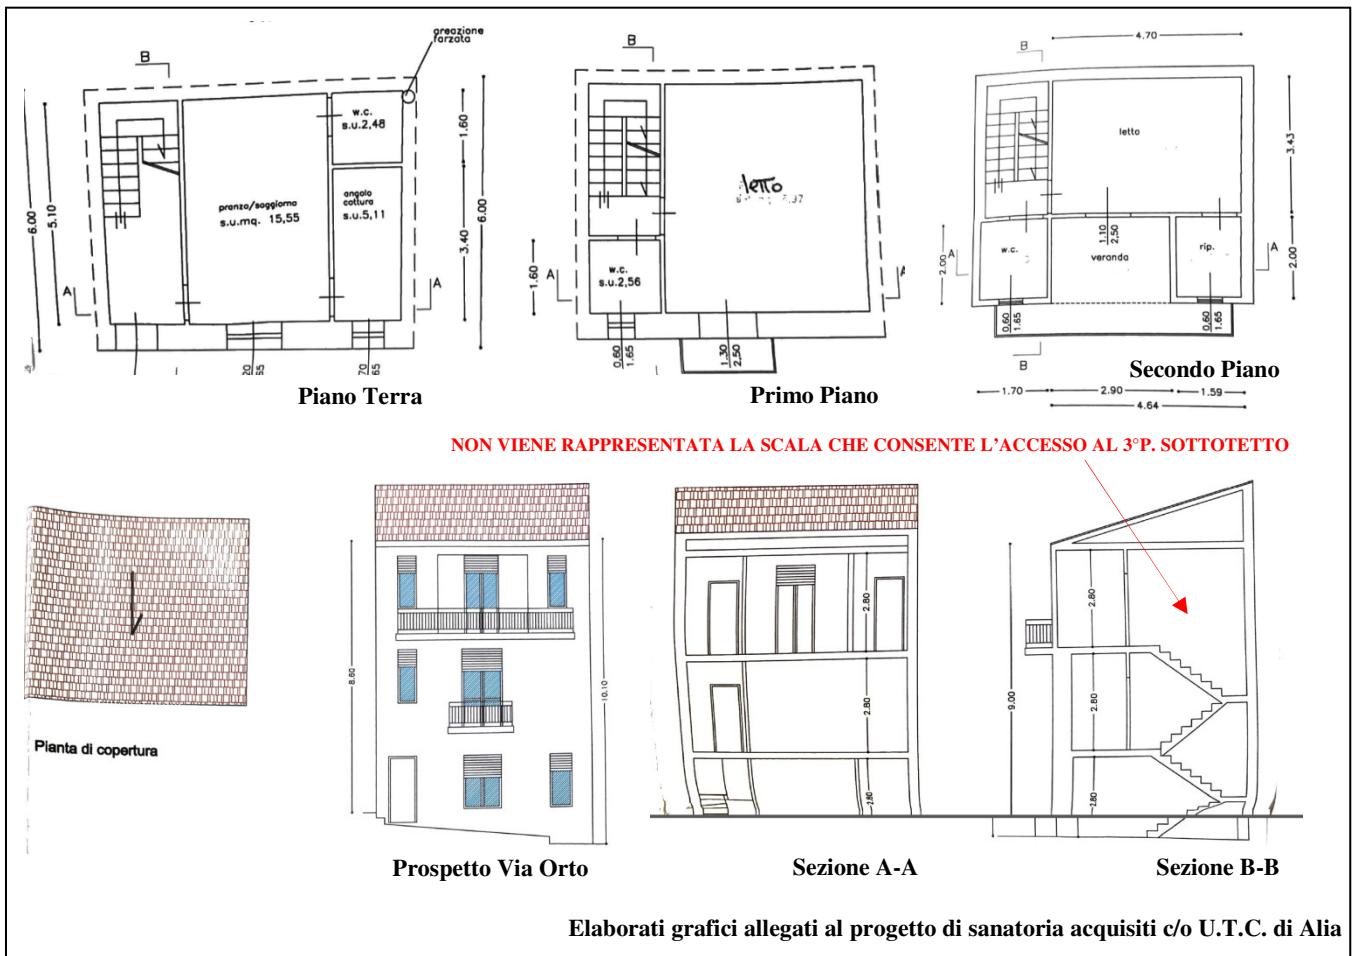 areazione
forzata
B
w.c.
s.u.2,48
1.60
5.10
6.00
pranzo/soggiorno
s.u.mq. 15,55
angolo
cottura
s.u.5,11
3.40
6.00
A
A
20
65
70
65
Piano Terra
B
letto
w.c.
s.u.2,56
1.60
A
A
0.60
1.65
1.30
2.50
Primo Piano
B
4.70
letto
3.43
w.c.
1.10
2,50
veranda
rip.
2.00
2.00
A
A
0.60
1.65
0.60
1.65
B
Secondo Piano
1.70
2.90
1.59
4.64
NON VIENE RAPPRESENTATA LA SCALA CHE CONSENTE L'ACCESSO AL 3°P. SOTTOTETTO
Pianta di copertura
8.60
10.10
Prospetto Via Orto
2.80
2.80
2.80
Sezione A-A
9.00
2.80
2.80
2.80
Sezione B-B
Elaborati grafici allegati al progetto di sanatoria acquisiti c/o U.T.C. di Alia